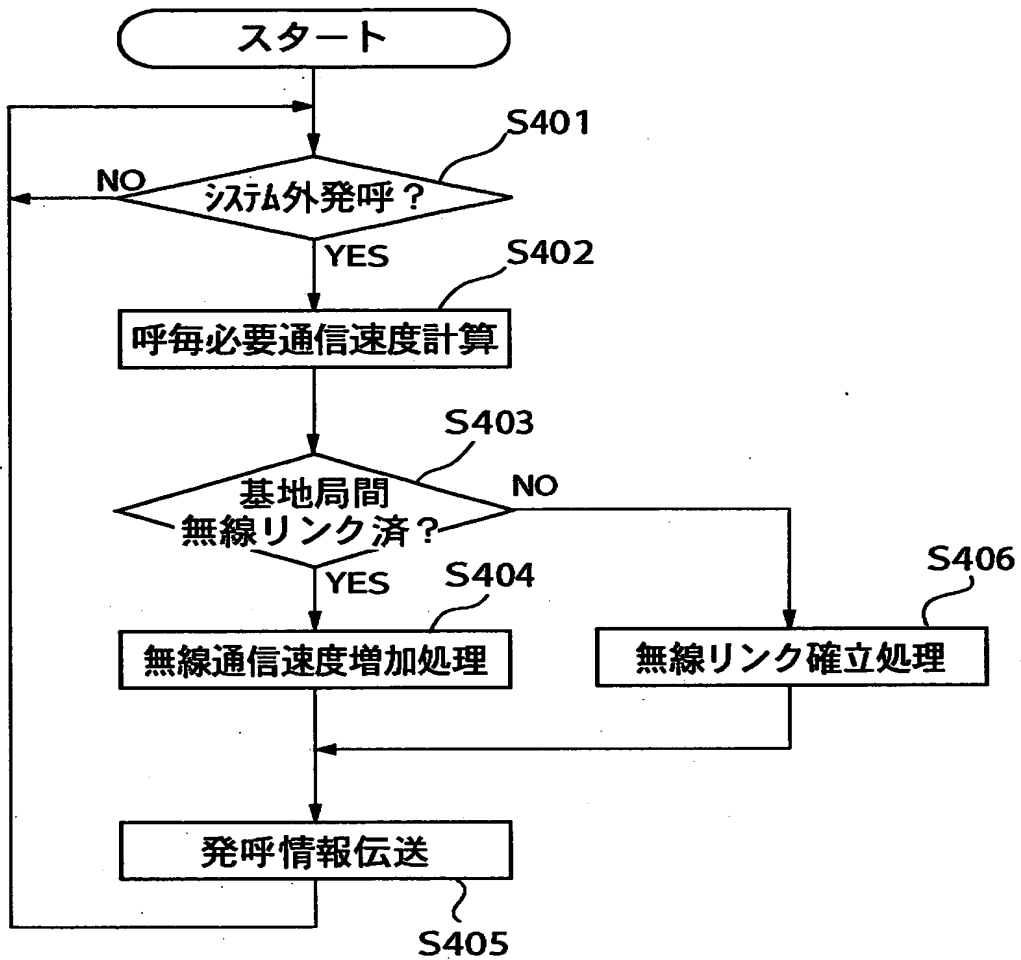 スタート
S401
NO
システム外発呼？
YES
S402
呼毎必要通信速度計算
S403
基地局間
無線リンク済？
NO
YES
S404
S406
無線通信速度増加処理
無線リンク確立処理
発呼情報伝送
S405